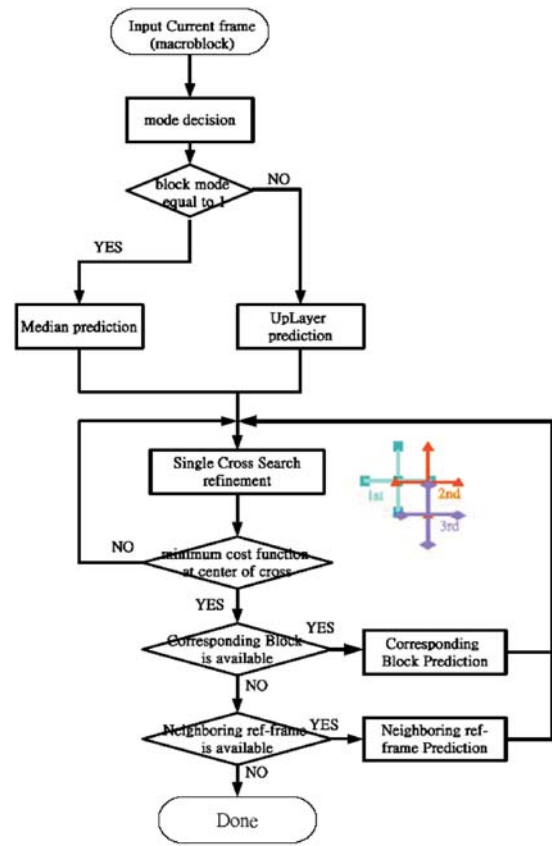 Input Current frame
(macroblock)
mode decision
block mode
equal to 1
NO
YES
Median prediction
UpLayer
prediction
Single Cross Search
refinement
1st
2nd
3rd
NO
minimum cost function
at center of cross
YES
Corresponding Block
is available
YES
Corresponding
Block Prediction
NO
Neighboring ref-frame
is available
YES
Neighboring ref-
frame Prediction
NO
Done